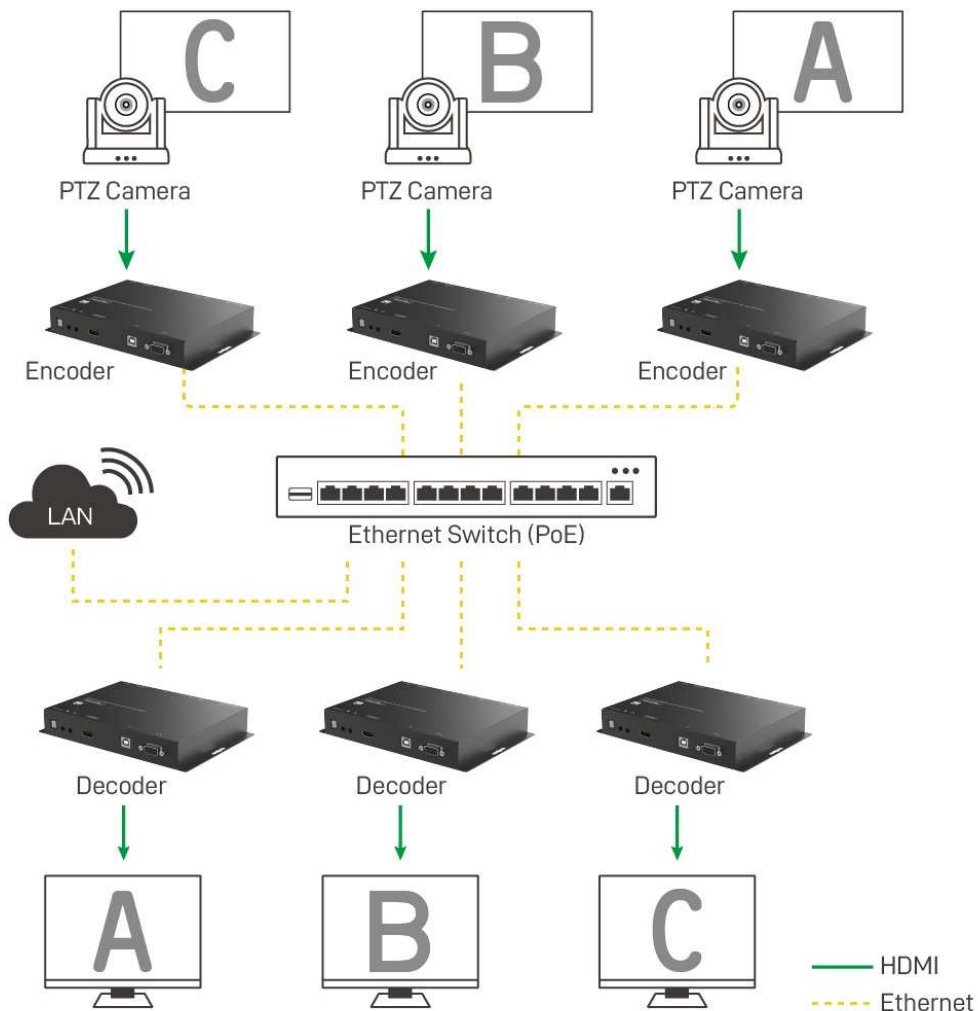 C
B
A
PTZ Camera
PTZ Camera
PTZ Camera
Encoder
Encoder
Encoder
LAN
Ethernet Switch (PoE)
Decoder
Decoder
Decoder
A
B
C
HDMI
Ethernet